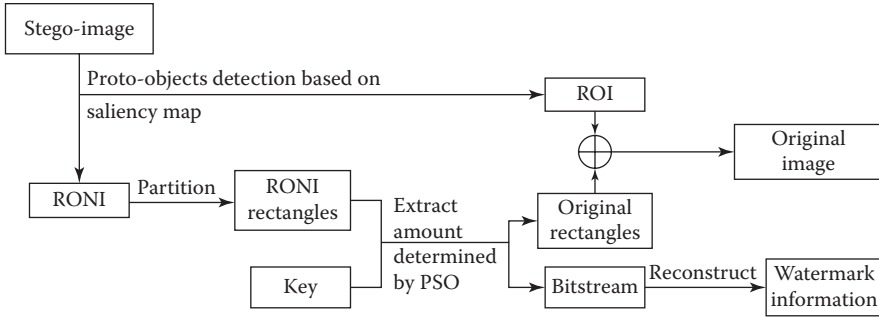 Stego-image
Proto-objects detection based on
saliency map
ROI
Original
image
RONI
Partition
RONI
rectangles
Extract
amount
determined
by PSO
Original
rectangles
Key
Bitstream
Reconstruct
Watermark
information